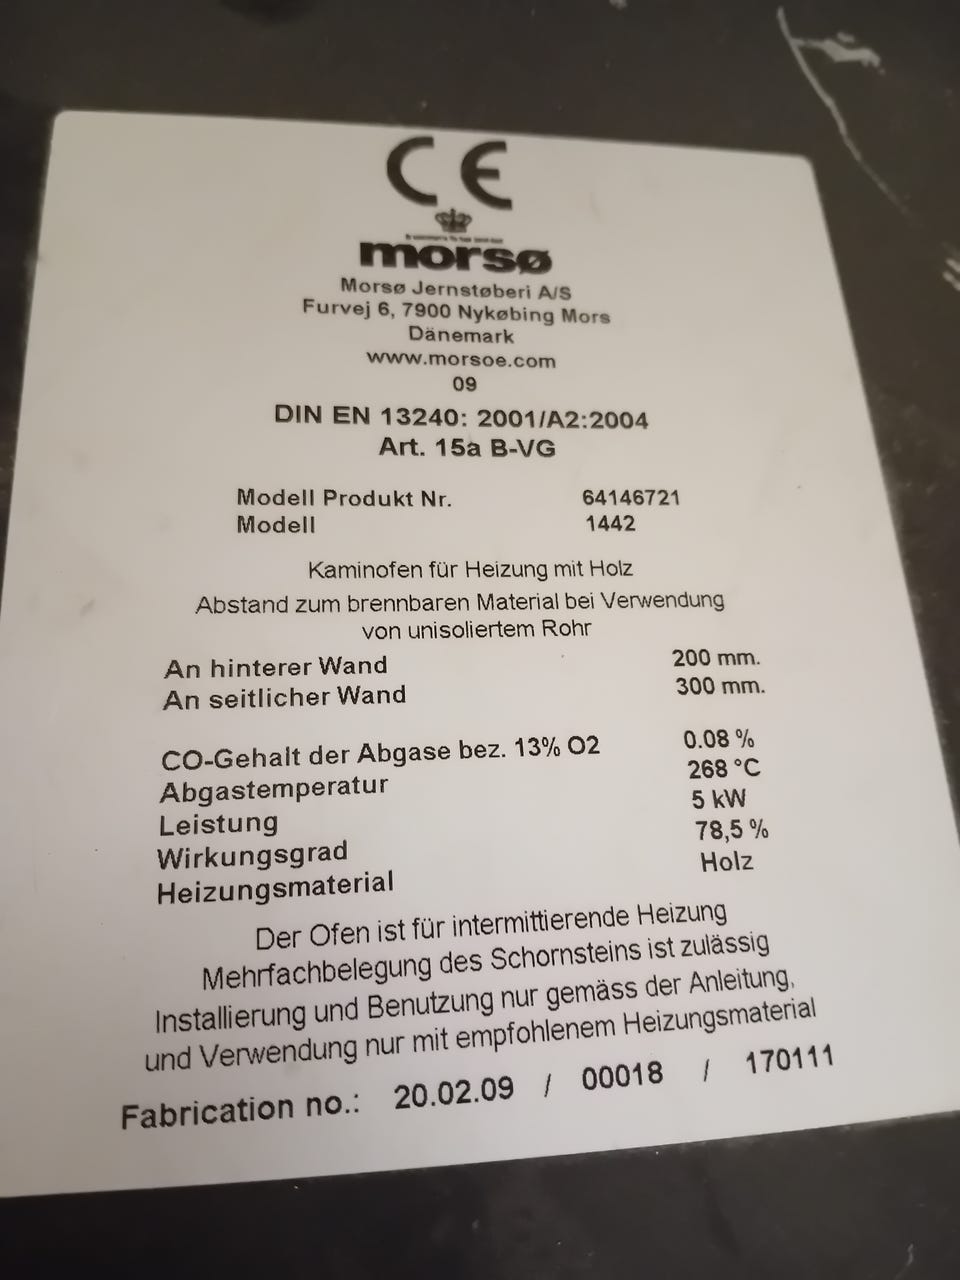 CE
morsø
Morsø Jernstøberi A/S
Furvej 6, 7900 Nykøbing Mors
Dänemark
www.morsoe.com
09
DIN EN 13240: 2001/A2:2004
Art. 15a B-VG
Modell Produkt Nr. 64146721
Modell 1442
Kaminofen für Heizung mit Holz
Abstand zum brennbaren Material bei Verwendung
von unisoliertem Rohr
An hinterer Wand 200 mm.
An seitlicher Wand 300 mm.
CO-Gehalt der Abgase bez. 13% O2 0.08 %
Abgastemperatur 268 °C
Leistung 5 kW
Wirkungsgrad 78,5 %
Heizungsmaterial Holz
Der Ofen ist für intermittierende Heizung
Mehrfachbelegung des Schornsteins ist zulässig
Installierung und Benutzung nur gemäss der Anleitung,
und Verwendung nur mit empfohlenem Heizungsmaterial
Fabrication no.: 20.02.09 / 00018 / 170111